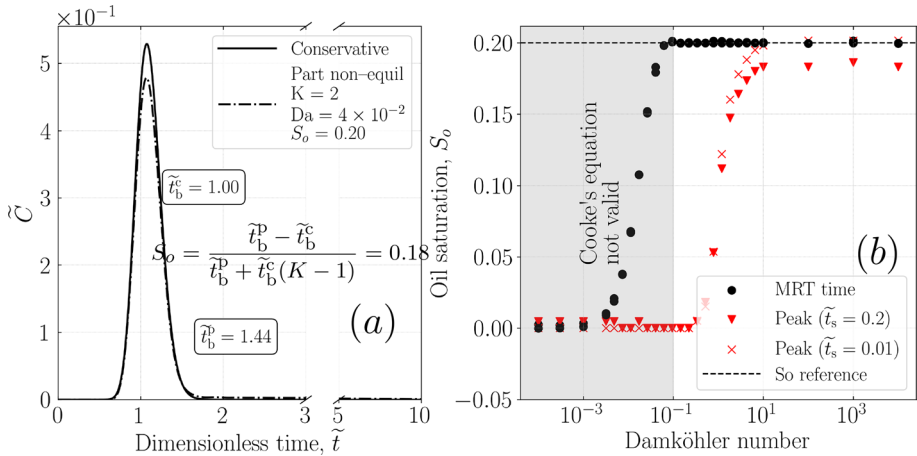 ×10⁻¹
(a)
Conservative
Part non−equil
K = 2
Da = 4 × 10⁻²
Sₒ = 0.20
5
4
3
2
1
0
C̃
t̃_b^c = 1.00
Sₒ = (t̃_b^p − t̃_b^c) / (t̃_b^p + t̃_b^c(K − 1)) = 0.18
t̃_b^p = 1.44
(a)
0 1 2 3 5 10
Dimensionless time, t̃
(b)
0.20
0.15
0.10
0.05
0.00
−0.05
Oil saturation, Sₒ
Cooke's equation
not valid
(b)
MRT time
Peak (t̃_s = 0.2)
Peak (t̃_s = 0.01)
So reference
10⁻³ 10⁻¹ 10¹ 10³
Damköhler number